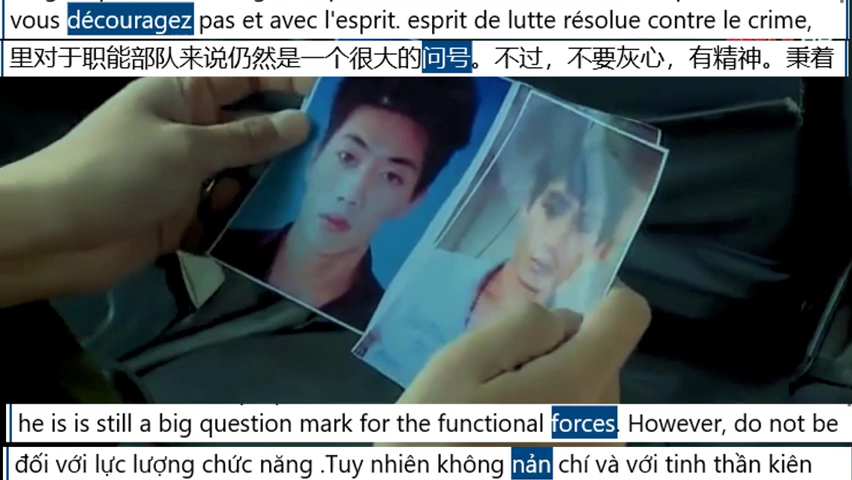 vous découragez pas et avec l'esprit. esprit de lutte résolue contre le crime,
里对于职能部队来说仍然是一个很大的问号。不过，不要灰心，有精神。秉着
he is is still a big question mark for the functional forces. However, do not be
đối với lực lượng chức năng .Tuy nhiên không nản chí và với tinh thần kiên